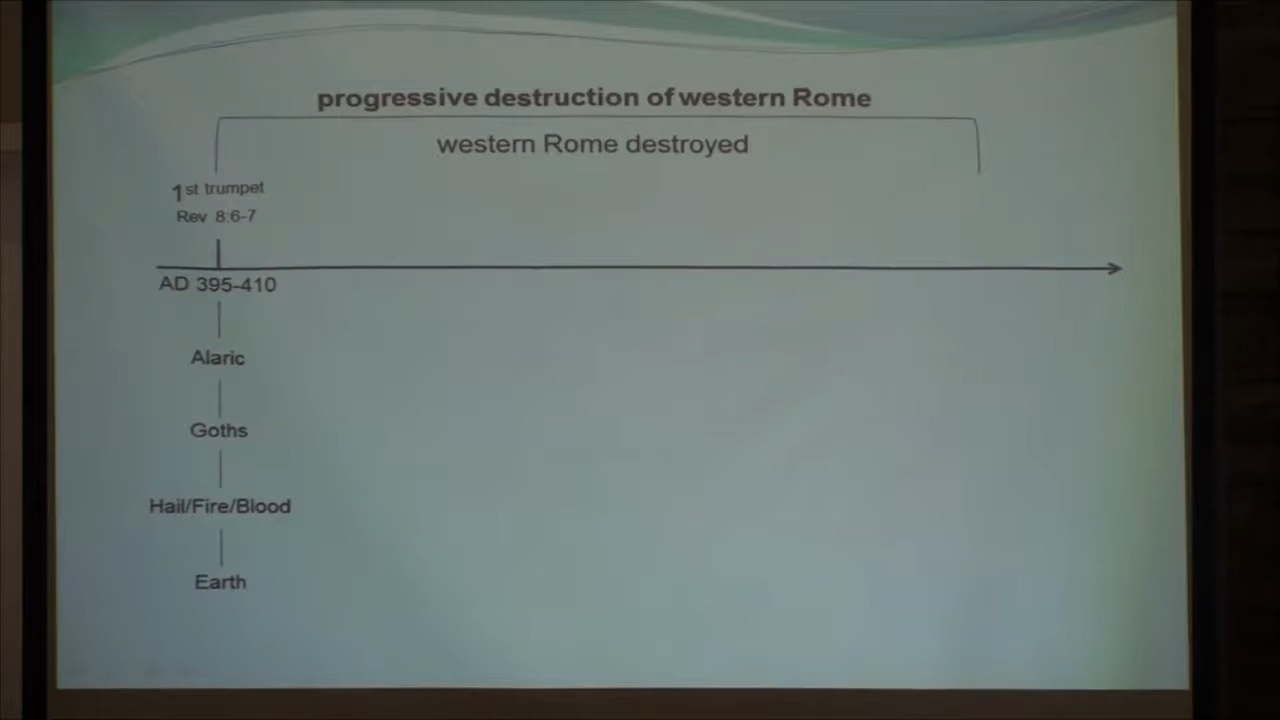 progressive destruction of western Rome
western Rome destroyed
1st trumpet
Rev 8:6-7
AD 395-410
Alaric
Goths
Hail/Fire/Blood
Earth